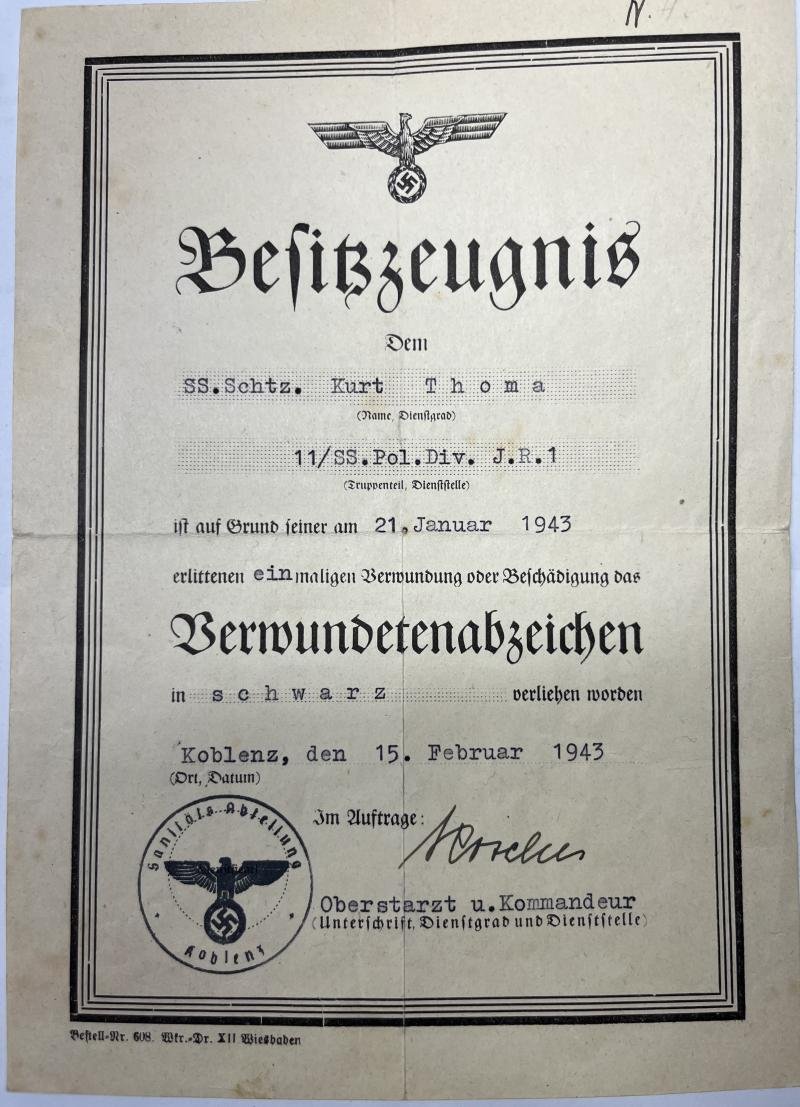 N.
Besitzzeugnis
Dem
SS.Schtz. Kurt T h o m a
(Name, Dienstgrad)
11/SS.Pol.Div. J.R.1
(Truppenteil, Dienststelle)
ist auf Grund seiner am 21.Januar 1943
erlittenen einmaligen Verwundung oder Beschädigung das
Verwundetenabzeichen
in s c h w a r z verliehen worden
Koblenz, den 15. Februar 1943
(Ort, Datum)
Im Auftrage:
Sanitäts Abteilung
Koblenz
Oberstarzt u.Kommandeur
(Unterschrift, Dienstgrad und Dienststelle)
Bestell-Nr. 608. Wkr.-Dr. XII Wiesbaden